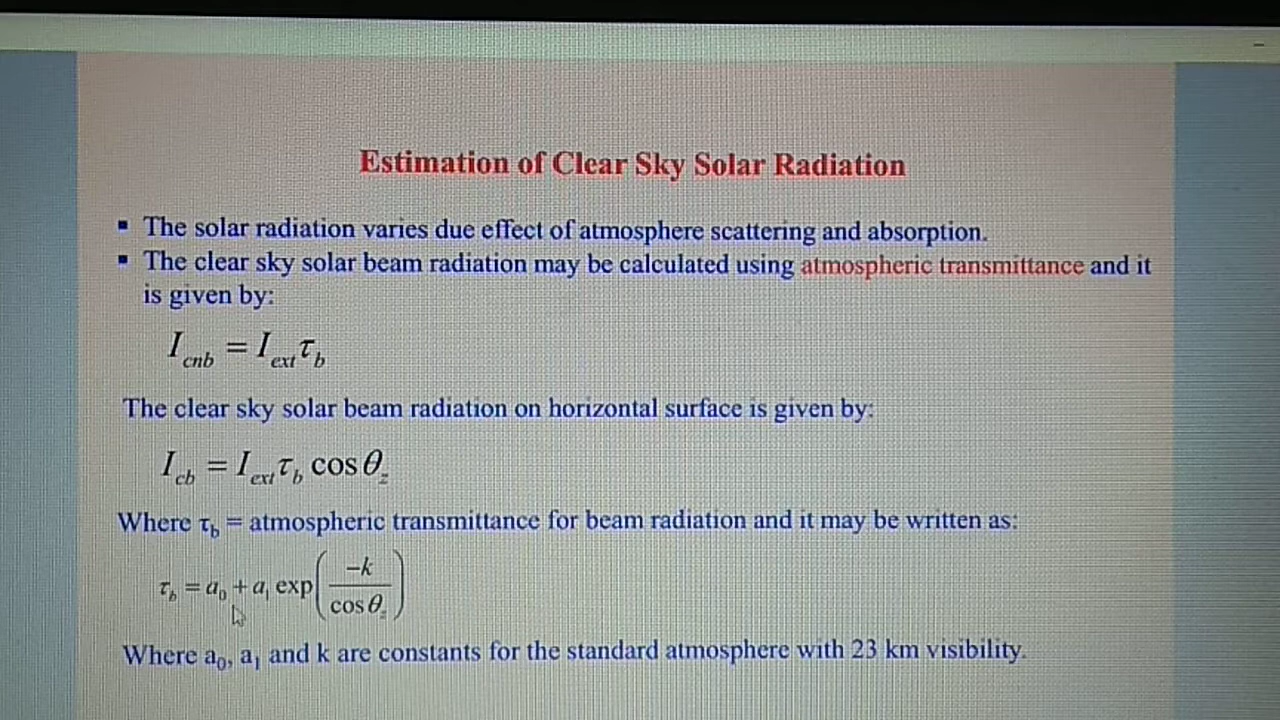 Estimation of Clear Sky Solar Radiation
▪ The solar radiation varies due effect of atmosphere scattering and absorption.
▪ The clear sky solar beam radiation may be calculated using atmospheric transmittance and it
is given by:
I_cnb = I_ext τ_b
The clear sky solar beam radiation on horizontal surface is given by:
I_cb = I_ext τ_b cos θ_z
Where τ_b = atmospheric transmittance for beam radiation and it may be written as:
τ_b = a_0 + a_1 exp(-k / cos θ_z)
Where a_0, a_1 and k are constants for the standard atmosphere with 23 km visibility.